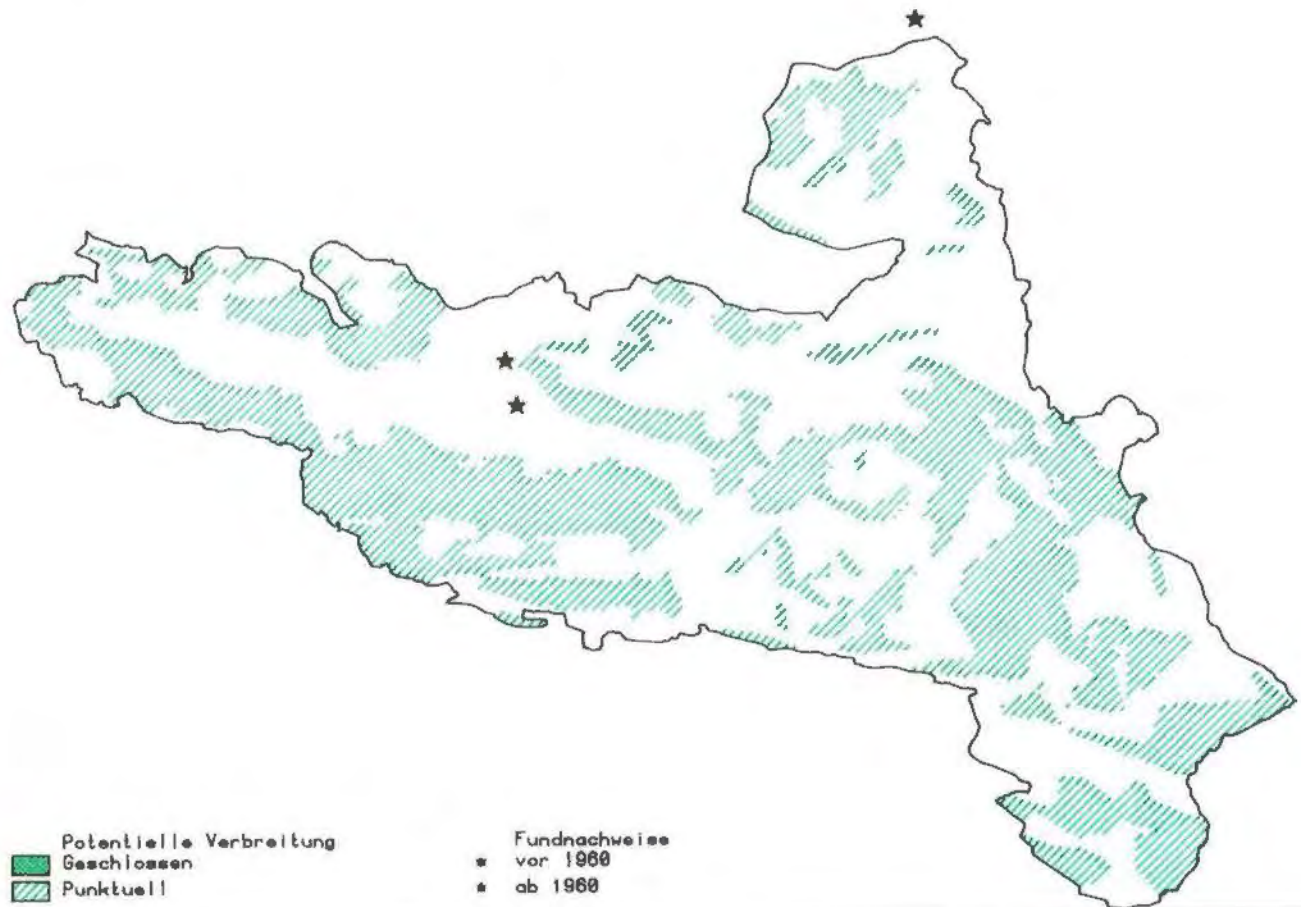 Potentielle Verbreitung
Geschlossen
Punktuell
Fundnachweise
vor 1960
ab 1960